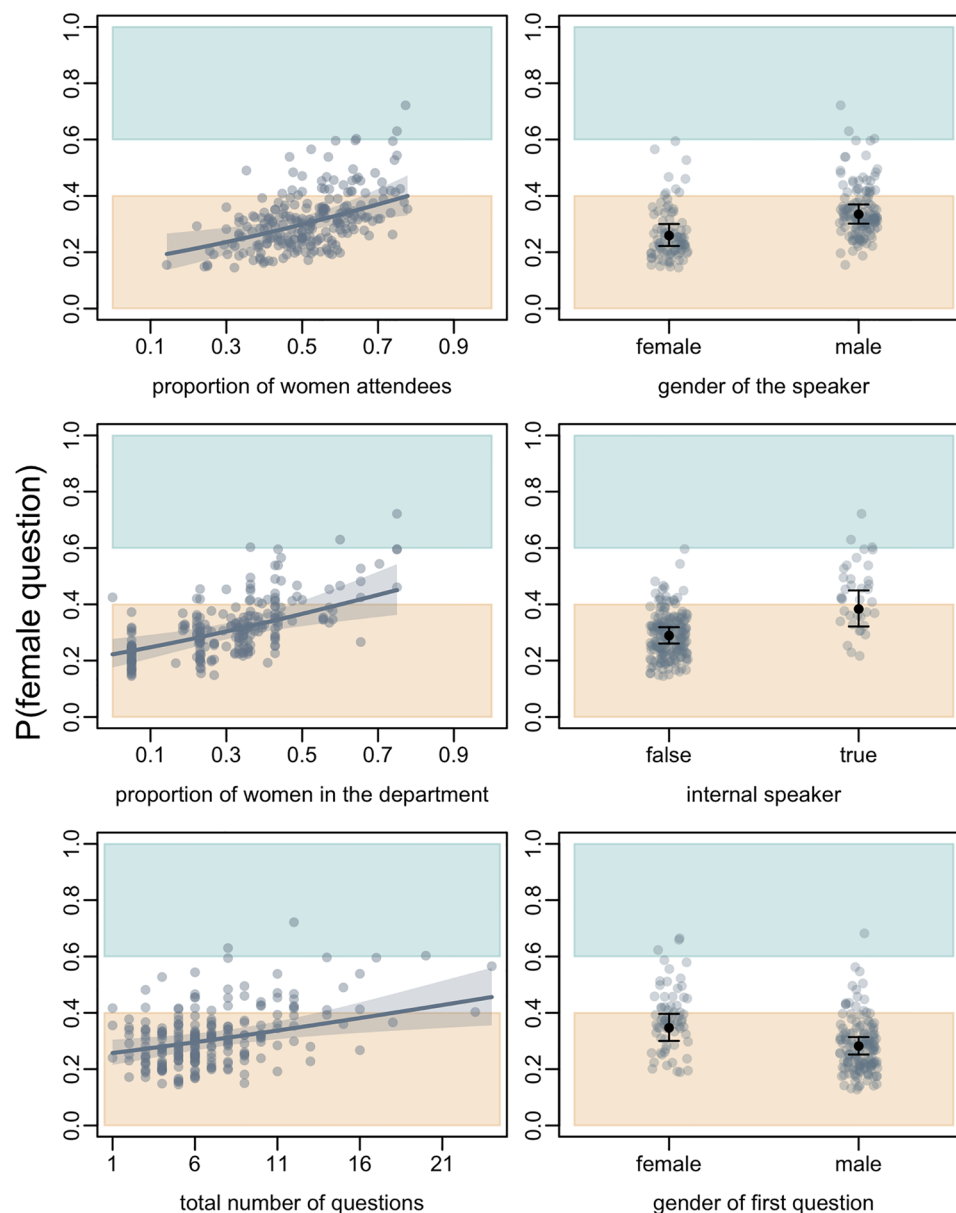 P(female question)
0.0 0.2 0.4 0.6 0.8 1.0
0.1 0.3 0.5 0.7 0.9
proportion of women attendees
0.0 0.2 0.4 0.6 0.8 1.0
female male
gender of the speaker
0.0 0.2 0.4 0.6 0.8 1.0
0.1 0.3 0.5 0.7 0.9
proportion of women in the department
0.0 0.2 0.4 0.6 0.8 1.0
false true
internal speaker
0.0 0.2 0.4 0.6 0.8 1.0
1 6 11 16 21
total number of questions
0.0 0.2 0.4 0.6 0.8 1.0
female male
gender of first question